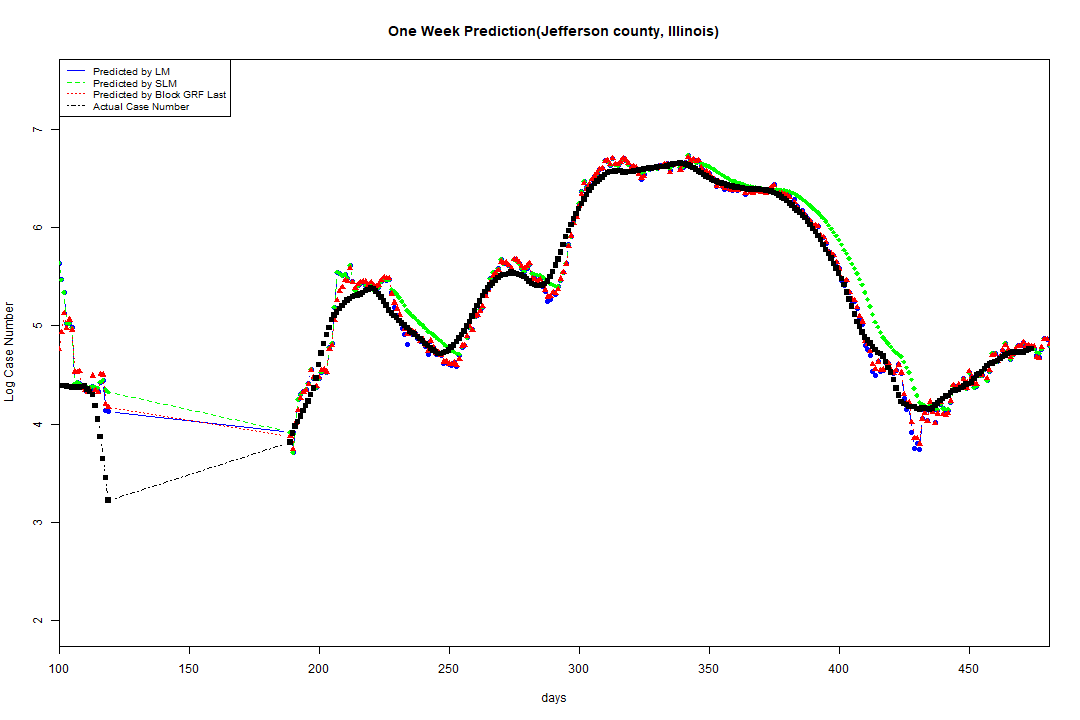 One Week Prediction(Jefferson county, Illinois)
Predicted by LM
Predicted by SLM
Predicted by Block GRF Last
Actual Case Number
Log Case Number
7
6
5
4
3
2
100 150 200 250 300 350 400 450
days